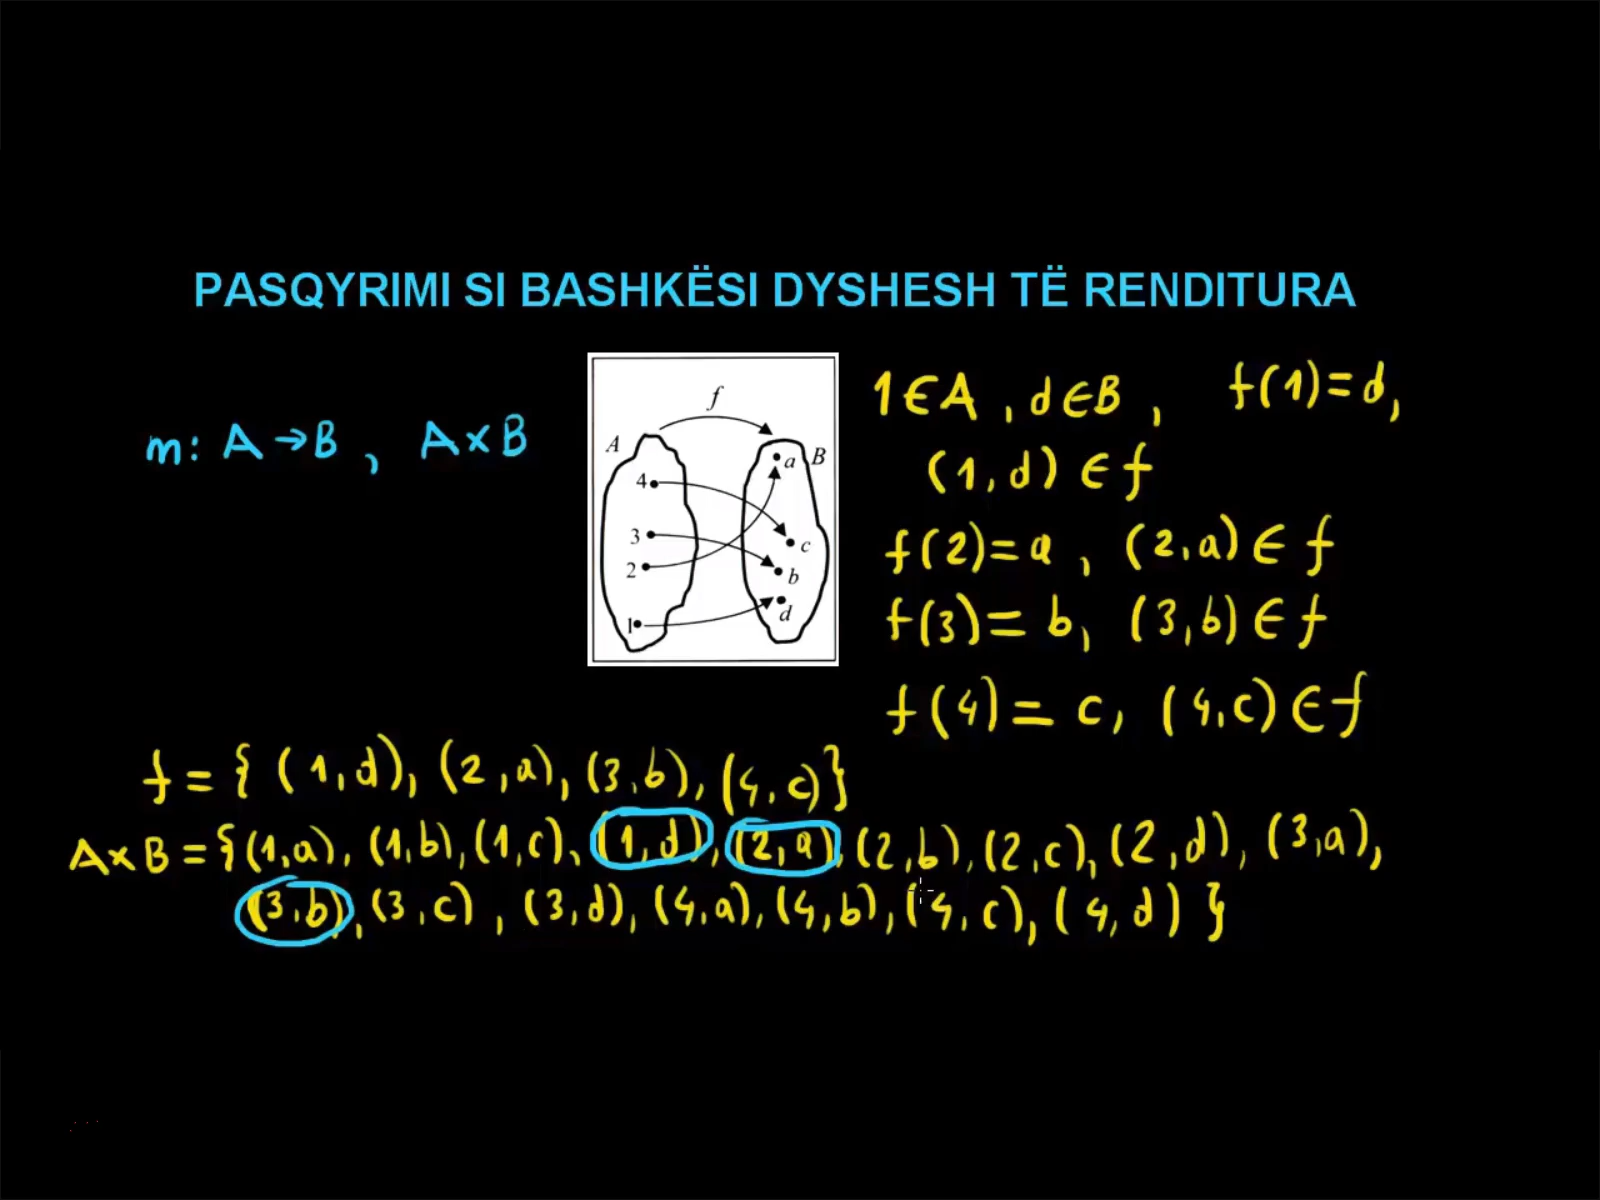 PASQYRIMI SI BASHKËSI DYSHESH TË RENDITURA
m: A → B , A × B
f
A
B
4
3
2
1
a
c
b
d
1 ∈ A , d ∈ B , f(1) = d,
(1, d) ∈ f
f(2) = a , (2, a) ∈ f
f(3) = b, (3, b) ∈ f
f(4) = c, (4, c) ∈ f
f = { (1, d), (2, a), (3, b), (4, c)}
A × B = {(1, a), (1, b), (1, c), (1, d), (2, a), (2, b), (2, c), (2, d), (3, a),
(3, b), (3, c) , (3, d), (4, a), (4, b), (4, c), (4, d) }